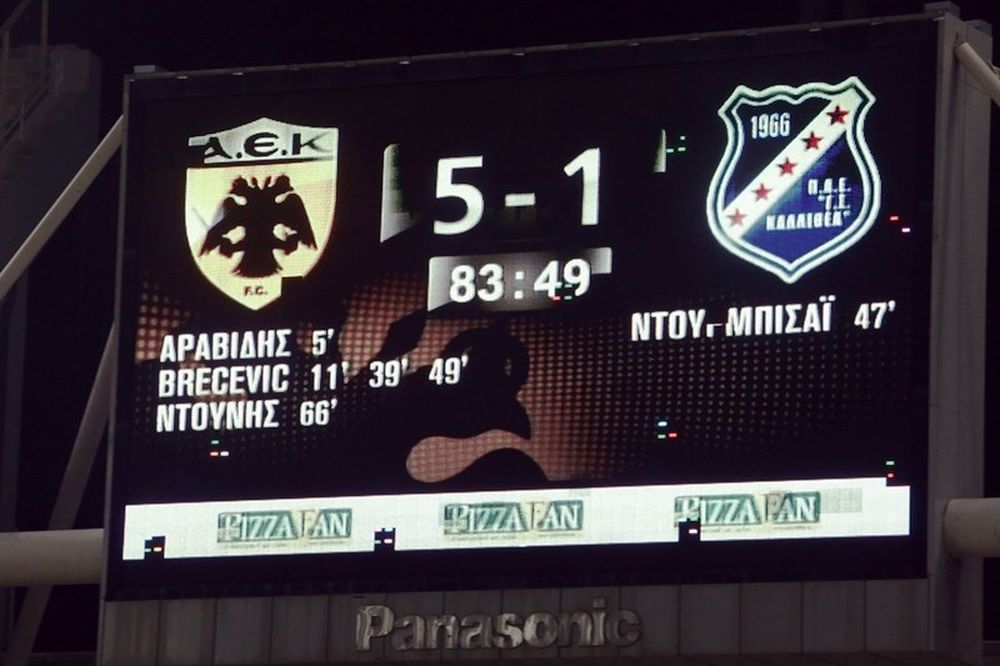 Α.Ε.Κ
F.C.
5 - 1
83:49
1966
Π.Α.Ε.
"Γ.Σ.
ΚΑΛΛΙΘΕΑ"
ΑΡΑΒΙΔΗΣ 5'
BRECEVIC 11' 39' 49'
ΝΤΟΥΝΗΣ 66'
ΝΤΟΥ-ΜΠΙΣΑΪ 47'
PIZZA FAN PIZZA FAN PIZZA FAN
Panasonic